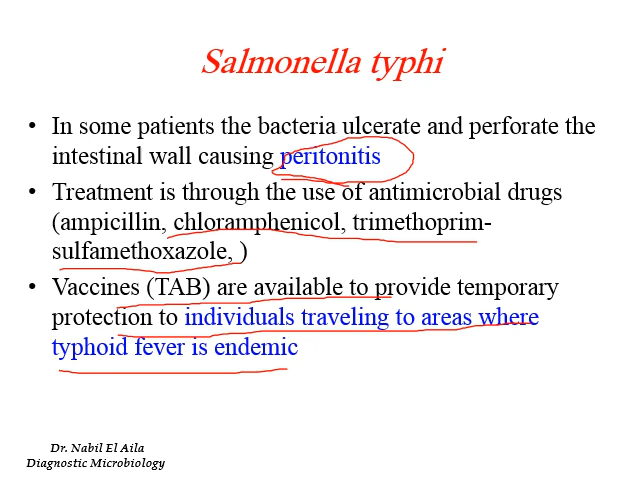 Salmonella typhi
• In some patients the bacteria ulcerate and perforate the
intestinal wall causing peritonitis
• Treatment is through the use of antimicrobial drugs
(ampicillin, chloramphenicol, trimethoprim-
sulfamethoxazole, )
• Vaccines (TAB) are available to provide temporary
protection to individuals traveling to areas where
typhoid fever is endemic
Dr. Nabil El Aila
Diagnostic Microbiology